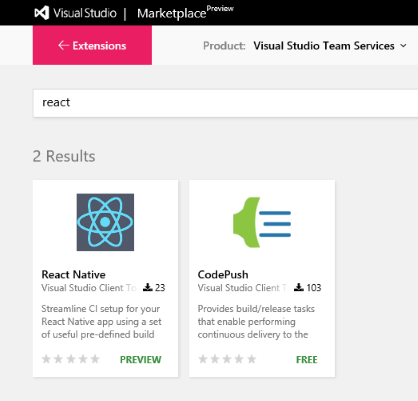 Visual Studio | Marketplace Preview
← Extensions Product: Visual Studio Team Services
react
2 Results
React Native
Visual Studio Client To 23
Streamline CI setup for your
React Native app using a set
of useful pre-defined build
PREVIEW
CodePush
Visual Studio Client T 103
Provides build/release tasks
that enable performing
continuous delivery to the
FREE